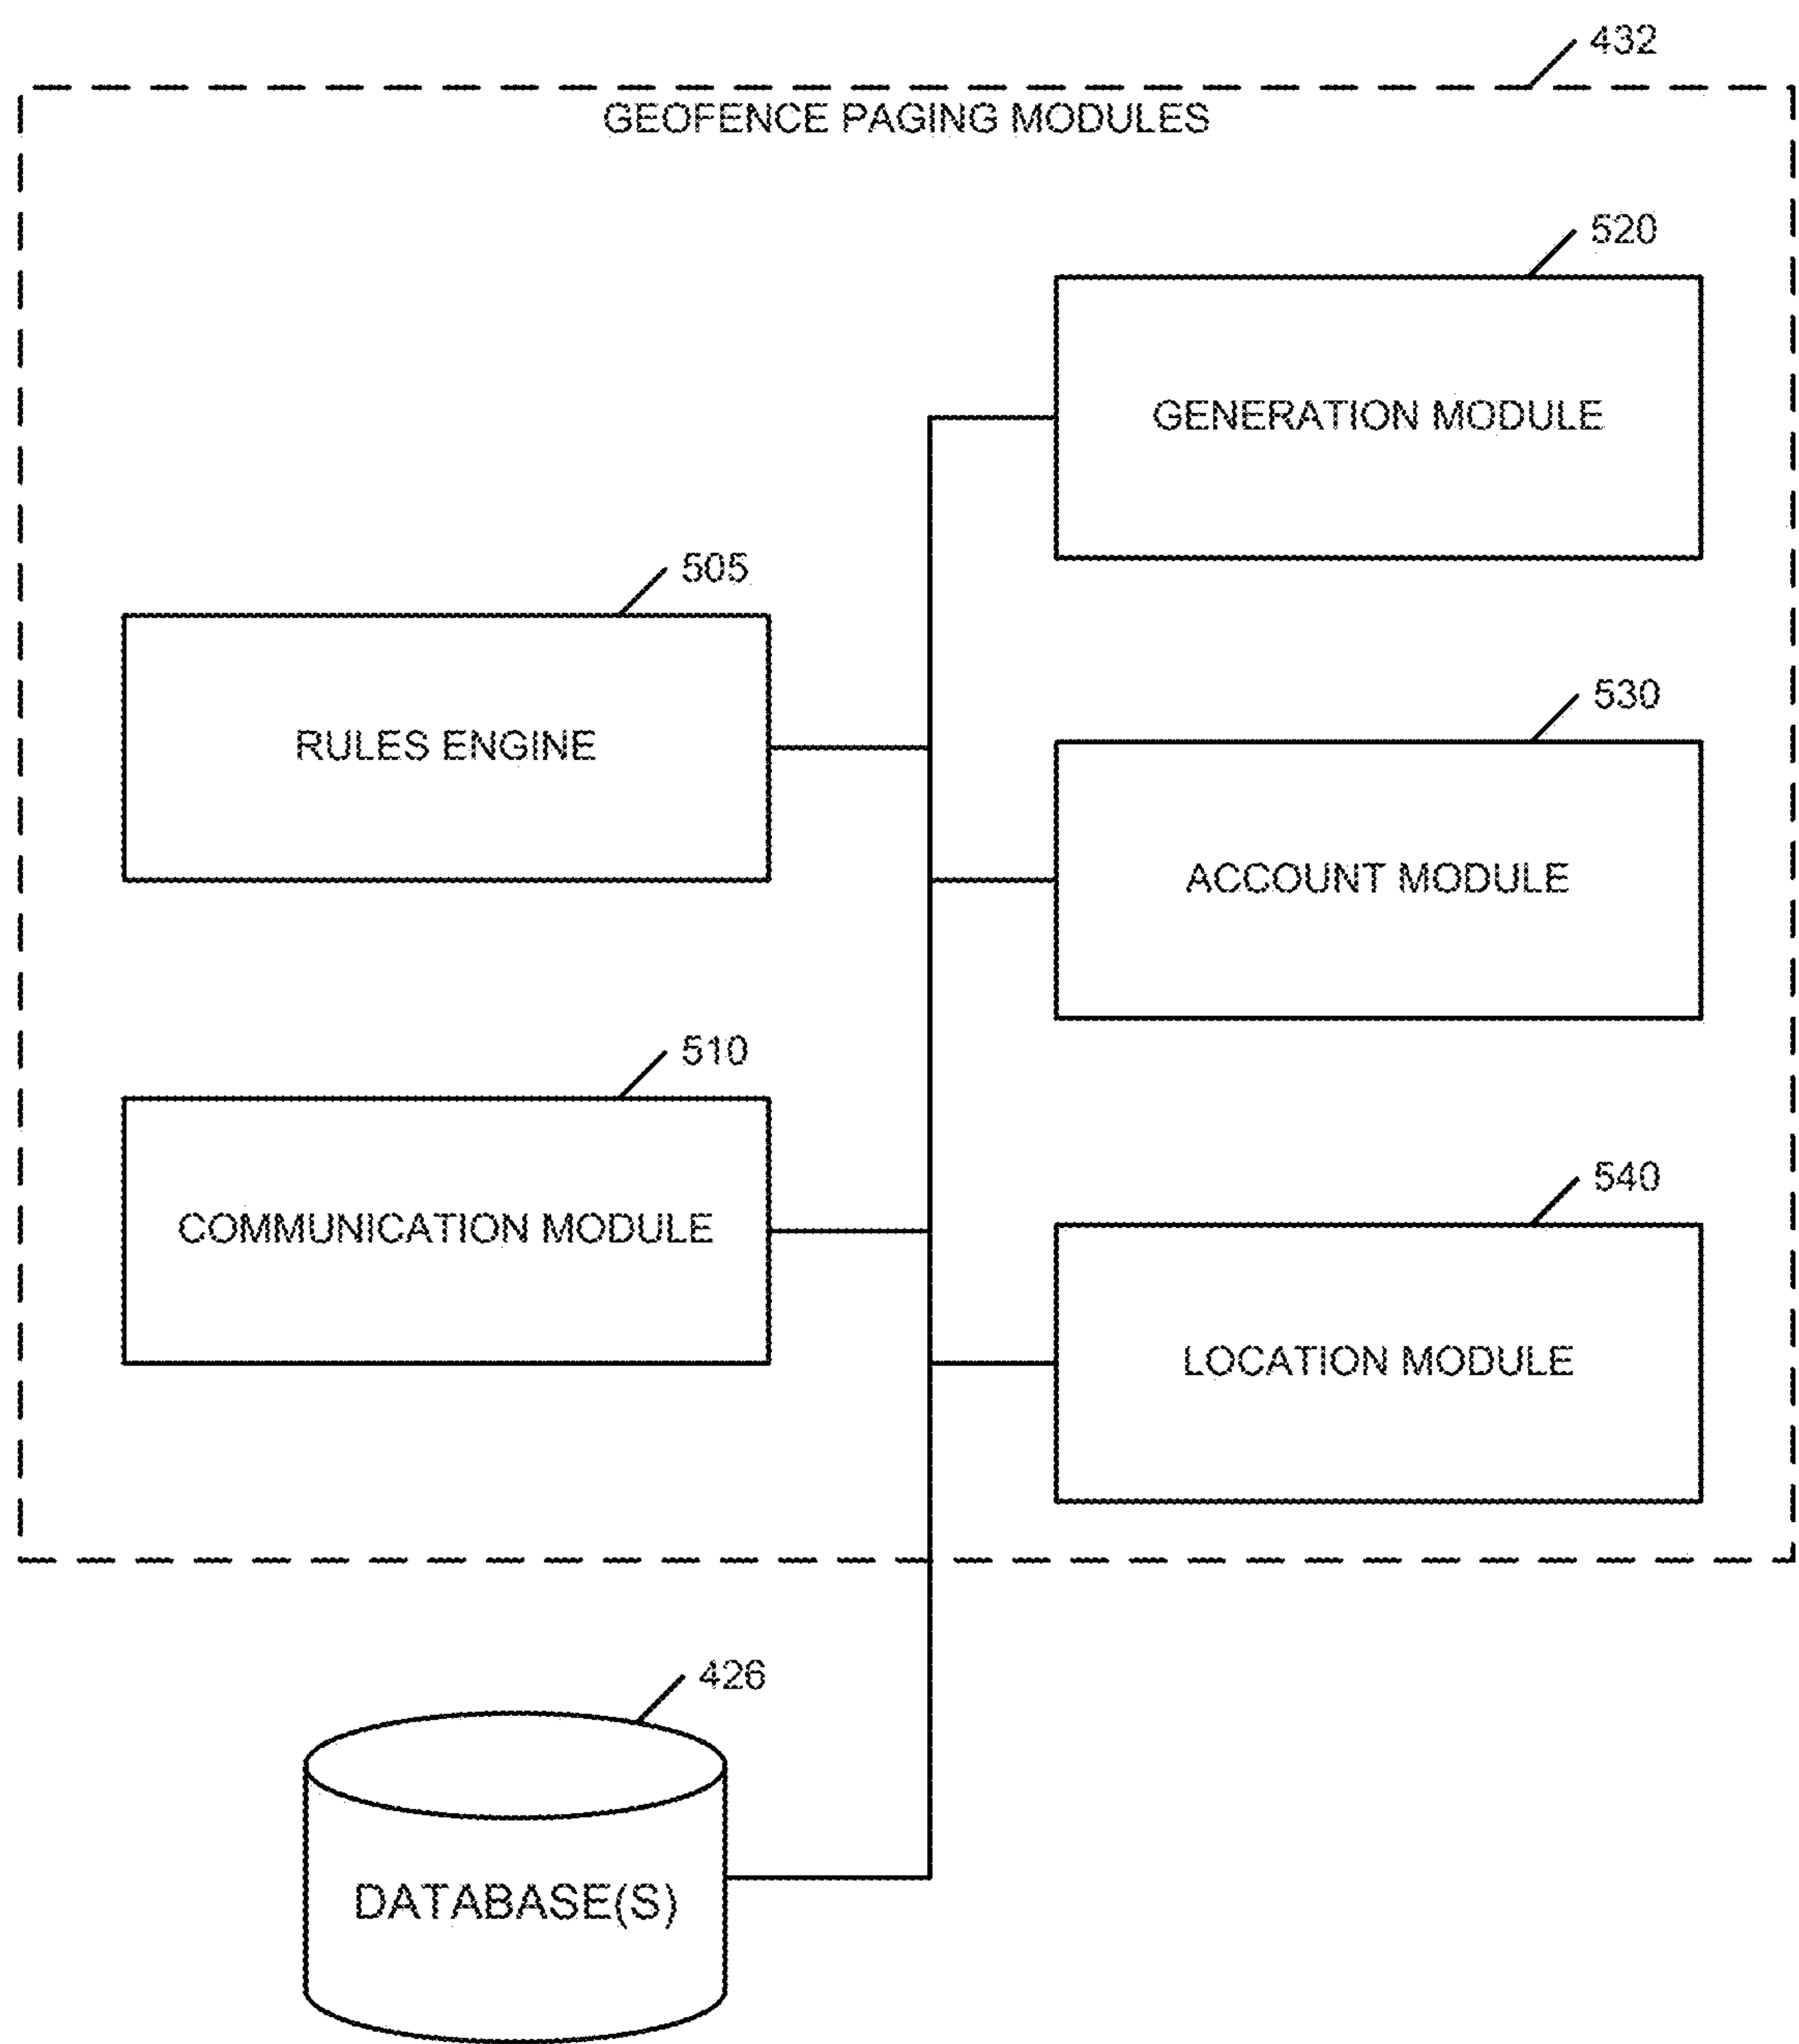 432
GEOFENCE PAGING MODULES
520
GENERATION MODULE
505
RULES ENGINE
530
ACCOUNT MODULE
510
COMMUNICATION MODULE
540
LOCATION MODULE
426
DATABASE(S)